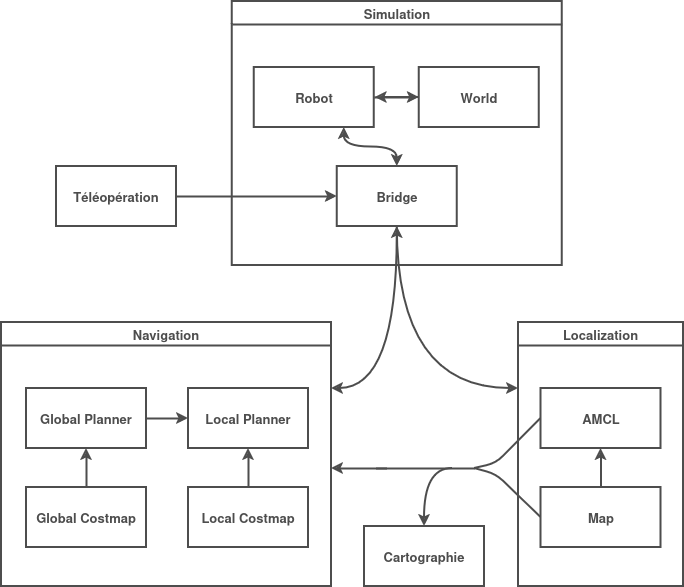 Simulation
Robot
World
Téléopération
Bridge
Navigation
Localization
Global Planner
Local Planner
AMCL
Global Costmap
Local Costmap
Map
Cartographie